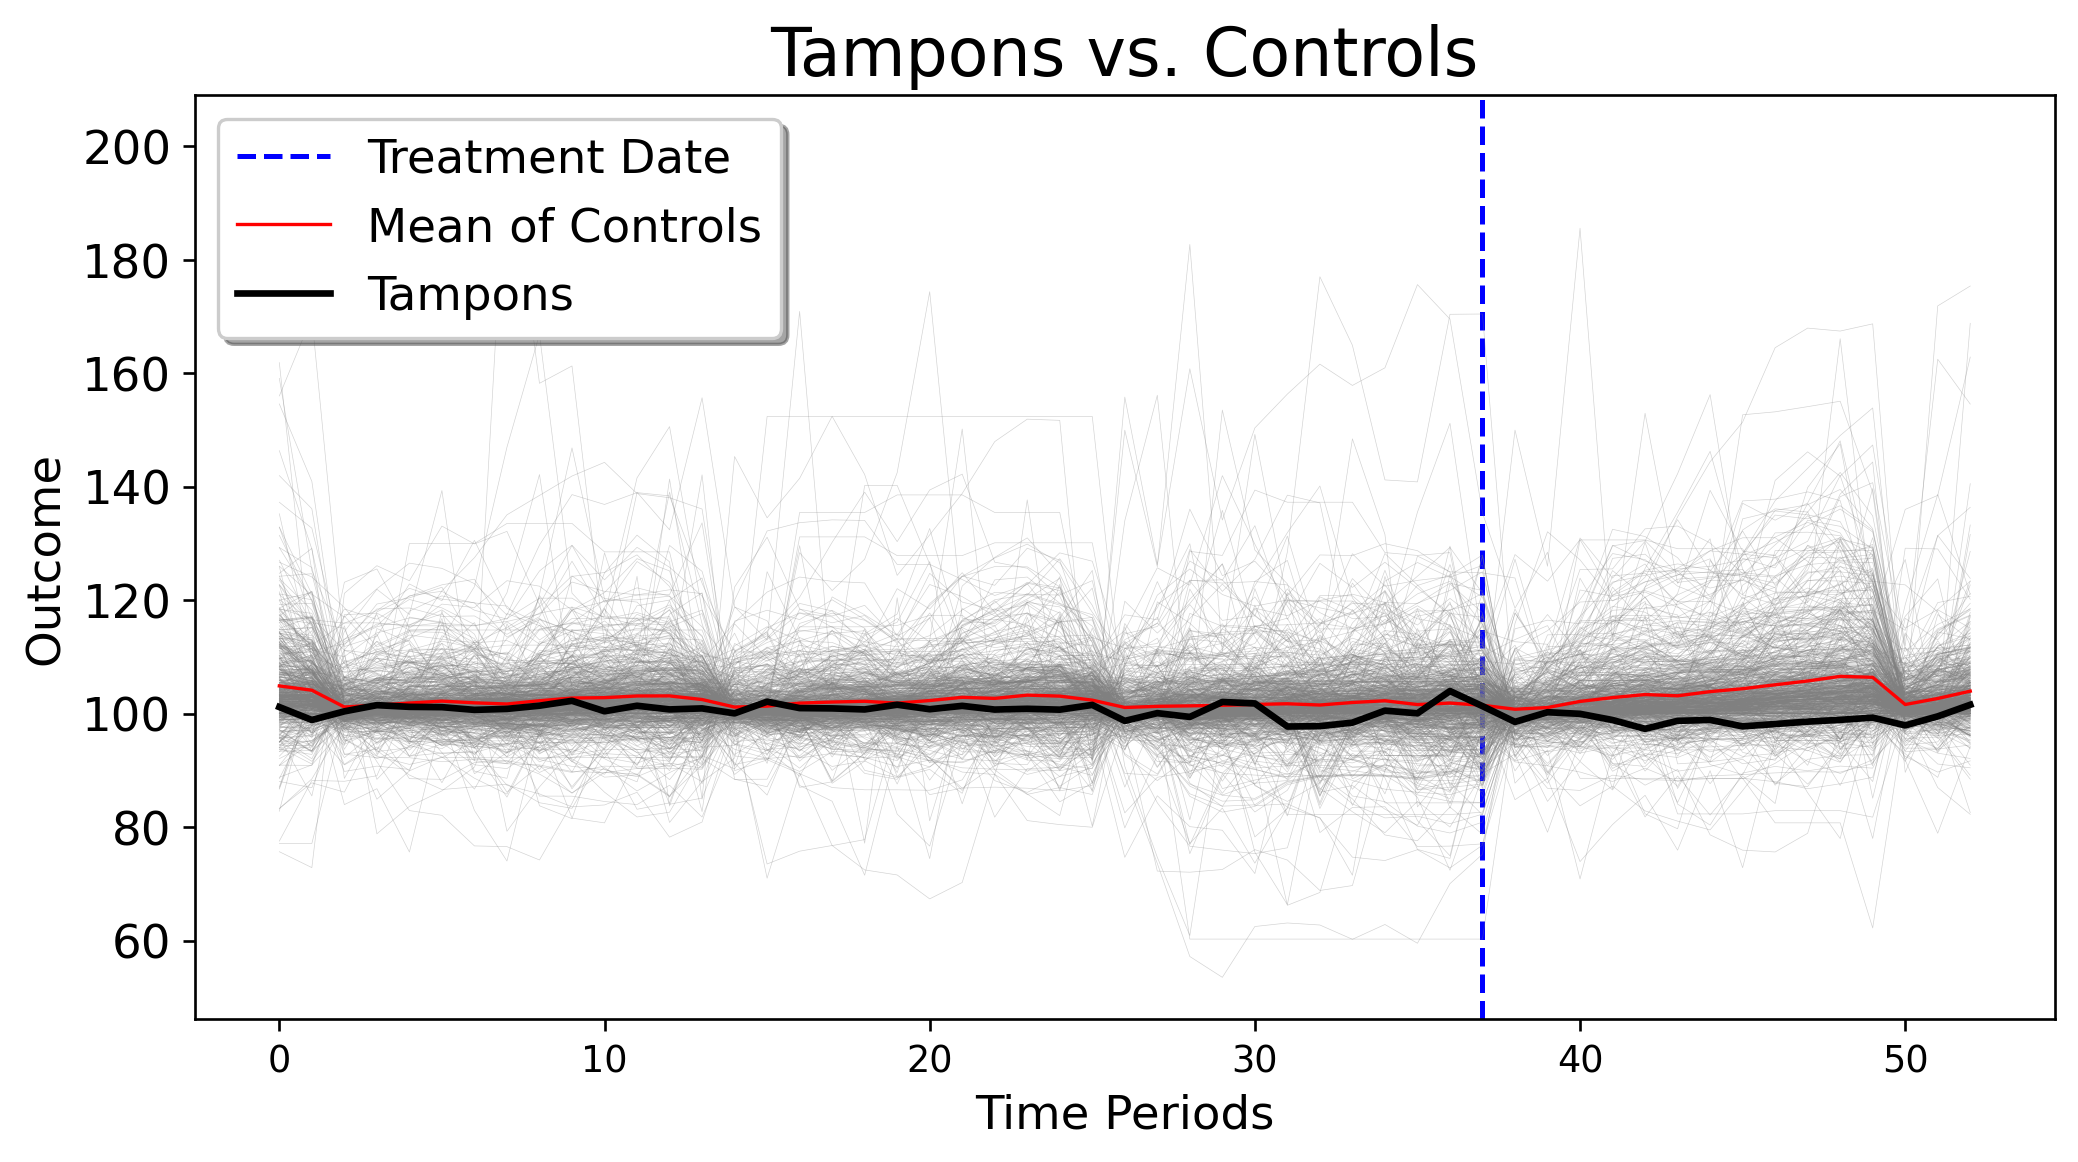 Tampons vs. Controls
Treatment Date
Mean of Controls
Tampons
Outcome
200
180
160
140
120
100
80
60
0 10 20 30 40 50
Time Periods